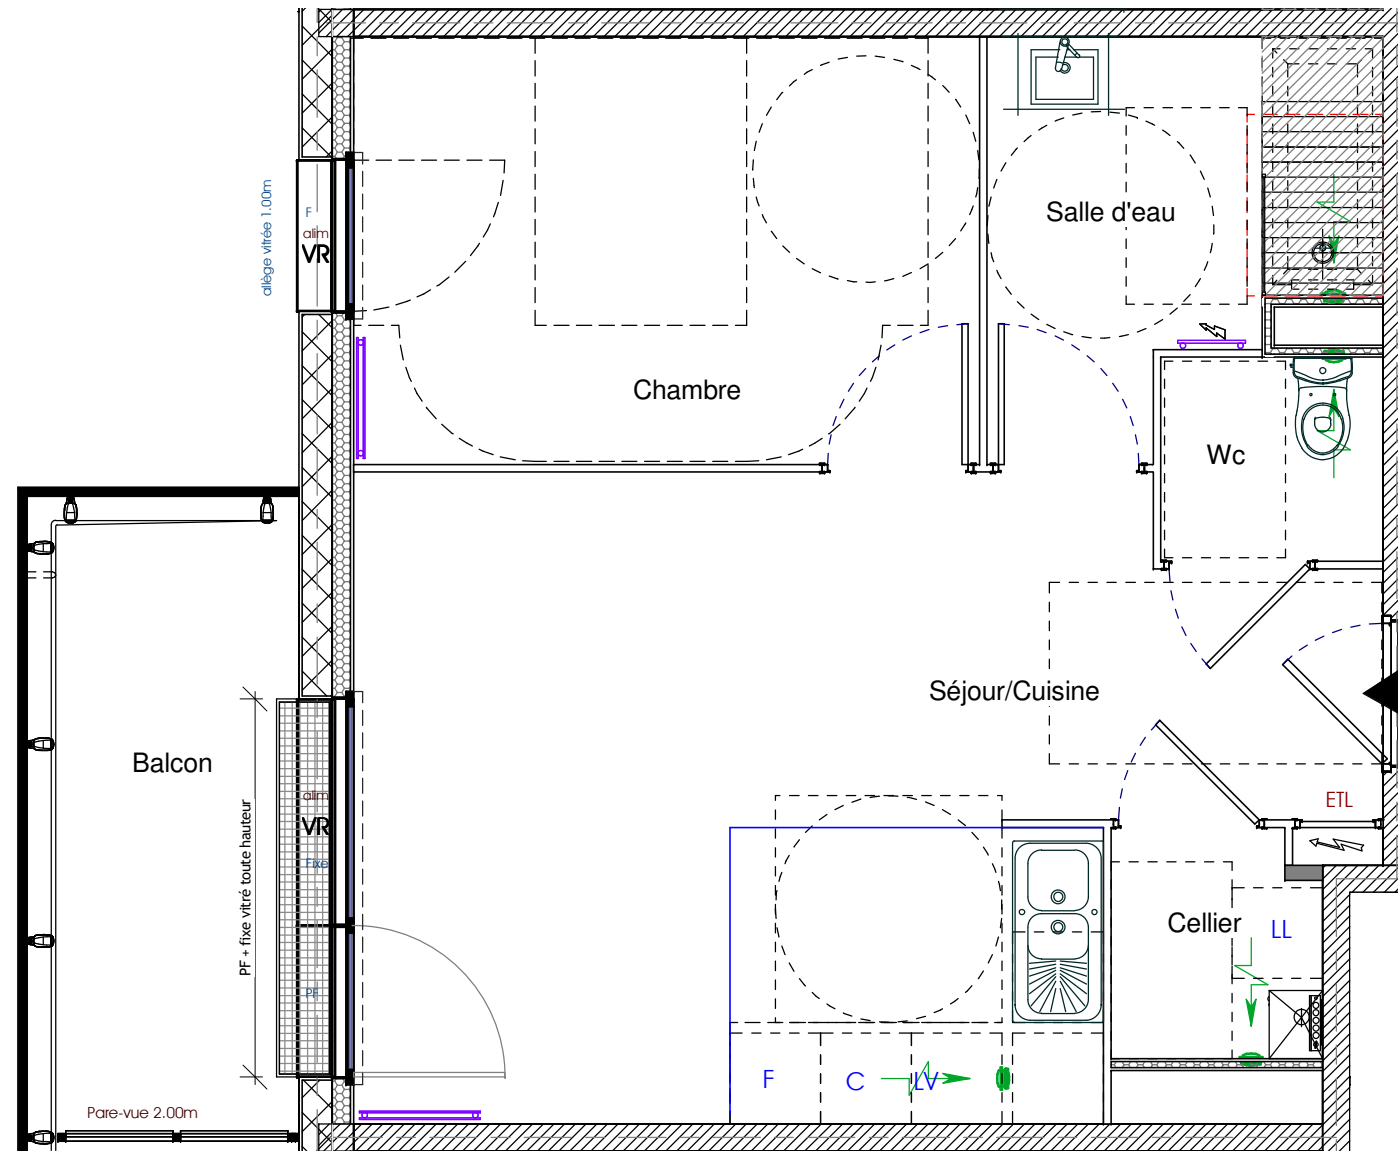 Salle d'eau
allège vitrée 1.00m
F
alim
VR
Chambre
Wc
Séjour/Cuisine
Balcon
PF + fixe vitré toute hauteur
alim
VR
Fixe
PF
ETL
Cellier
LL
F
C
LV
Pare-vue 2.00m